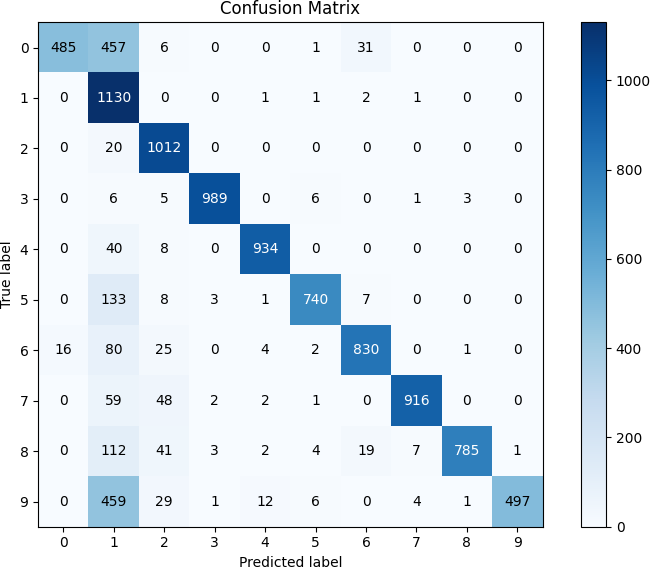 Confusion Matrix
True label
0 485 457 6 0 0 1 31 0 0 0
1 0 1130 0 0 1 1 2 1 0 0
2 0 20 1012 0 0 0 0 0 0 0
3 0 6 5 989 0 6 0 1 3 0
4 0 40 8 0 934 0 0 0 0 0
5 0 133 8 3 1 740 7 0 0 0
6 16 80 25 0 4 2 830 0 1 0
7 0 59 48 2 2 1 0 916 0 0
8 0 112 41 3 2 4 19 7 785 1
9 0 459 29 1 12 6 0 4 1 497
0 1 2 3 4 5 6 7 8 9
Predicted label
1000
800
600
400
200
0